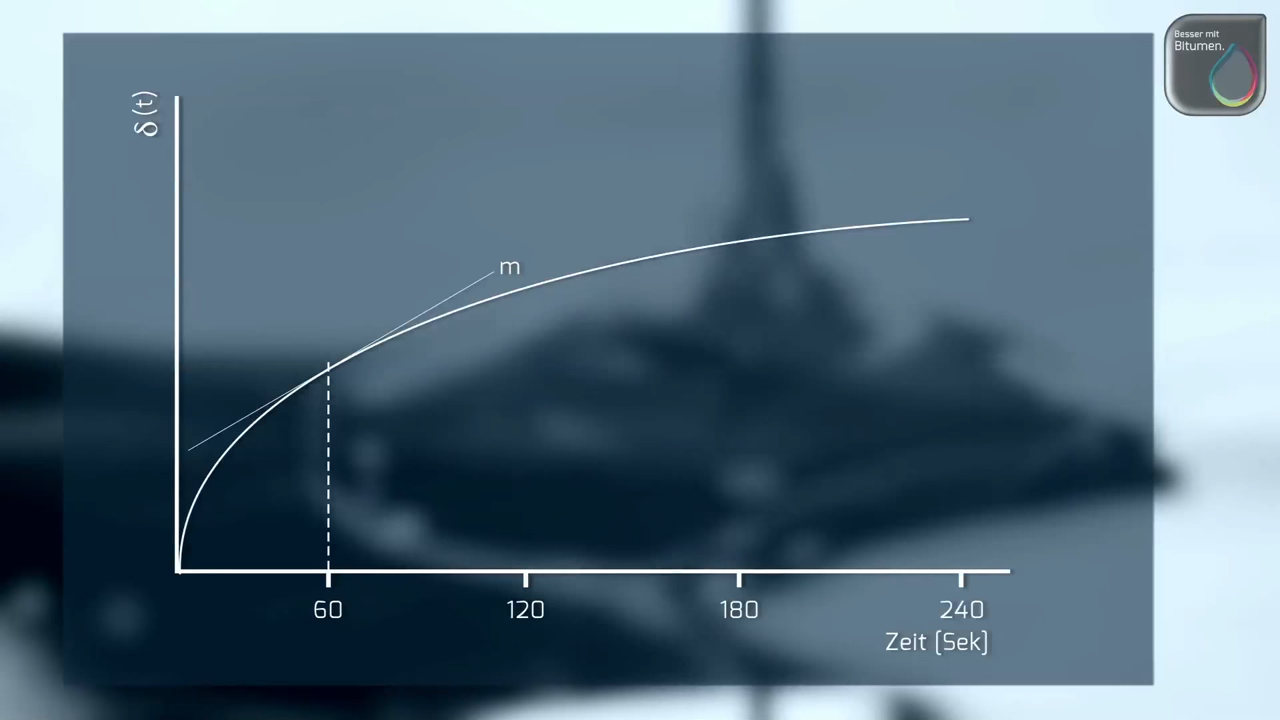 Besser mit
Bitumen.
δ (t)
m
60 120 180 240
Zeit [Sek]